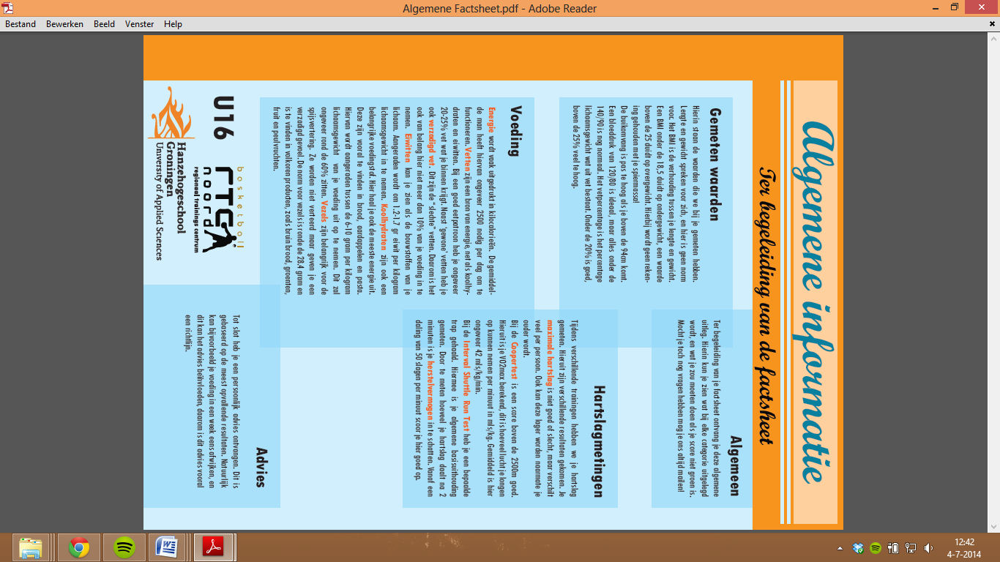 Algemene Factsheet.pdf - Adobe Reader
Bestand Bewerken Beeld Venster Help
Algemene informatie
Ter begeleiding van de factsheet
Gemeten waarden
Hierin staan de waarden die we bij je gemeten hebben.
Lengte en gewicht spreken voor zich, en hier is geen norm
voor. Het BMI is de verhouding tussen je lengte en gewicht.
Een BMI onder de 18,5 duidt op ondergewicht, een waarde
boven de 25 duidt op overgewicht. Hierbij wordt geen reken-
ing gehouden met je spiermassa!
De buikomvang is pas te hoog als je boven de 94cm komt.
Een bloeddruk van 120/80 is ideaal, maar alles onder de
140/90 is nog normaal. Het vetpercentage is het percentage
lichaamsgewicht wat uit vet bestaat. Onder de 20% is goed,
boven de 25% veel te hoog.
Algemeen
Ter begeleiding van je factsheet ontvang je deze algemene
uitleg. Hierin kun je zien wat bij elke categorie uitgelegd
wordt, en wat je zou moeten doen als je score niet groen is.
Mocht je toch nog vragen hebben mag je ons altijd mailen!
Voeding
Energie wordt vaak uitgedrukt in kilocalorieën. De gemiddel-
de man heeft hiervan ongeveer 2500 nodig per dag om te
functioneren. Vetten zijn een bron van energie, net als koolhy-
draten en eiwitten. Bij een goed eetpatroon heb je ongeveer
20-25% vet wat je binnen krijgt. Naast 'gewone' vetten heb je
ook verzadigd vet. Dit zijn de "slechte" vetten. Daarom is het
ook van belang hier niet meer dan 10% van je voeding in te
nemen. Eiwitten kan je zien als de bouwstoffen van je
lichaam. Aangeraden wordt om 1.2-1.7 gr eiwit per kilogram
lichaamsgewicht in te nemen. Koolhydraten zijn ook een
belangrijke voedingstof. Hier haal je ook de meeste energie uit.
Deze zijn vooral te vinden in brood, aardappelen en pasta.
Hiervan wordt aangeraden tussen de 6-10 gram per kilogram
lichaamsgewicht van je voeding uit op te nemen. Dit zal
ongeveer rond de 60% zitten. Vezels zijn belangrijk voor de
spijsvertering. Ze worden niet verteerd maar geven je een
verzadigd gevoel. De norm voor vezels is ronde de 28.4 gram en
is te vinden in volkoren producten, zoals bruin brood, groenten,
fruit en peulvruchten.
Hartslagmetingen
Tijdens verschillende trainingen hebben we je hartslag
gemeten. Hieruit zijn verschillende resultaten gekomen. Je
maximale hartslag is niet goed of slecht, maar verschilt
veel per persoon. Ook kan deze lager worden naarmate je
ouder wordt.
Bij de Coopertest is een score boven de 2500m goed.
Hieruit is je VO2max berekend, dit is hoeveel lucht je longen
op kunnen nemen per minuut in mls/kg. Gemiddeld is hier
ongeveer 42 mls/kg/min.
Bij de Interval Shuttle Run Test heb je een bepaalde
trap gehaald. Hiermee is je algemene basisuithouding
gemeten. Door te meten hoeveel je hartslag daalt na 2
minuten is je herstelvermogen in te schatten. Vanaf een
daling van 50 slagen per minuut scoor je hier goed op.
U16
basketball
rtc
noord
regionaal trainings centrum
Hanzehogeschool
Groningen
University of Applied Sciences
Advies
Tot slot heb je een persoonlijk advies ontvangen. Dit is
gebaseerd op de meest opvallende resultaten. Natuurlijk
kan bijvoorbeeld je voeding in een week eens afwijken, en
dit kan het advies beïnvloeden, daarom is dit advies vooral
een richtlijn.
12:42
4-7-2014